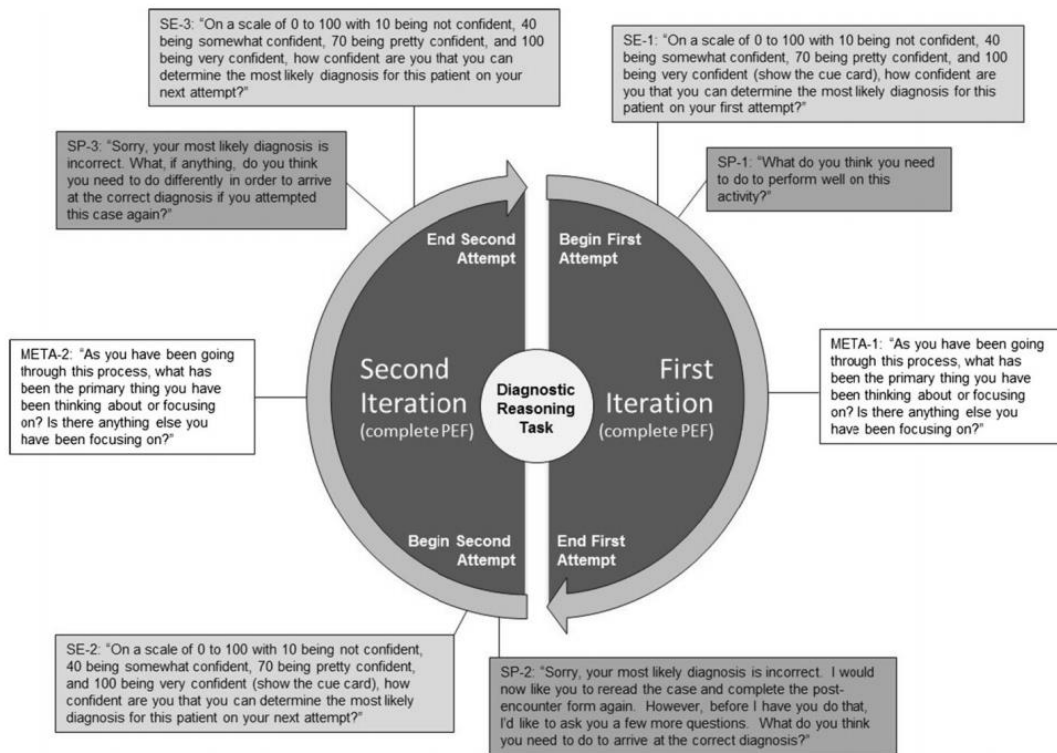 SE-3: “On a scale of 0 to 100 with 10 being not confident, 40
being somewhat confident, 70 being pretty confident, and 100
being very confident, how confident are you that you can
determine the most likely diagnosis for this patient on your
next attempt?”
SE-1: “On a scale of 0 to 100 with 10 being not confident, 40
being somewhat confident, 70 being pretty confident, and 100
being very confident (show the cue card), how confident are
you that you can determine the most likely diagnosis for this
patient on your first attempt?”
SP-3: “Sorry, your most likely diagnosis is
incorrect. What, if anything, do you think
you need to do differently in order to arrive
at the correct diagnosis if you attempted
this case again?”
SP-1: “What do you think you need
to do to perform well on this
activity?”
End Second
Attempt
Begin First
Attempt
META-2: “As you have been going
through this process, what has
been the primary thing you have
been thinking about or focusing
on? Is there anything else you
have been focusing on?”
Second
Iteration
(complete PEF)
Diagnostic
Reasoning
Task
First
Iteration
(complete PEF)
META-1: “As you have been going
through this process, what has
been the primary thing you have
been thinking about or focusing
on? Is there anything else you
have been focusing on?”
Begin Second
Attempt
End First
Attempt
SE-2: “On a scale of 0 to 100 with 10 being not confident,
40 being somewhat confident, 70 being pretty confident,
and 100 being very confident (show the cue card), how
confident are you that you can determine the most likely
diagnosis for this patient on your next attempt?”
SP-2: “Sorry, your most likely diagnosis is incorrect. I would
now like you to reread the case and complete the post-
encounter form again. However, before I have you do that,
I’d like to ask you a few more questions. What do you think
you need to do to arrive at the correct diagnosis?”